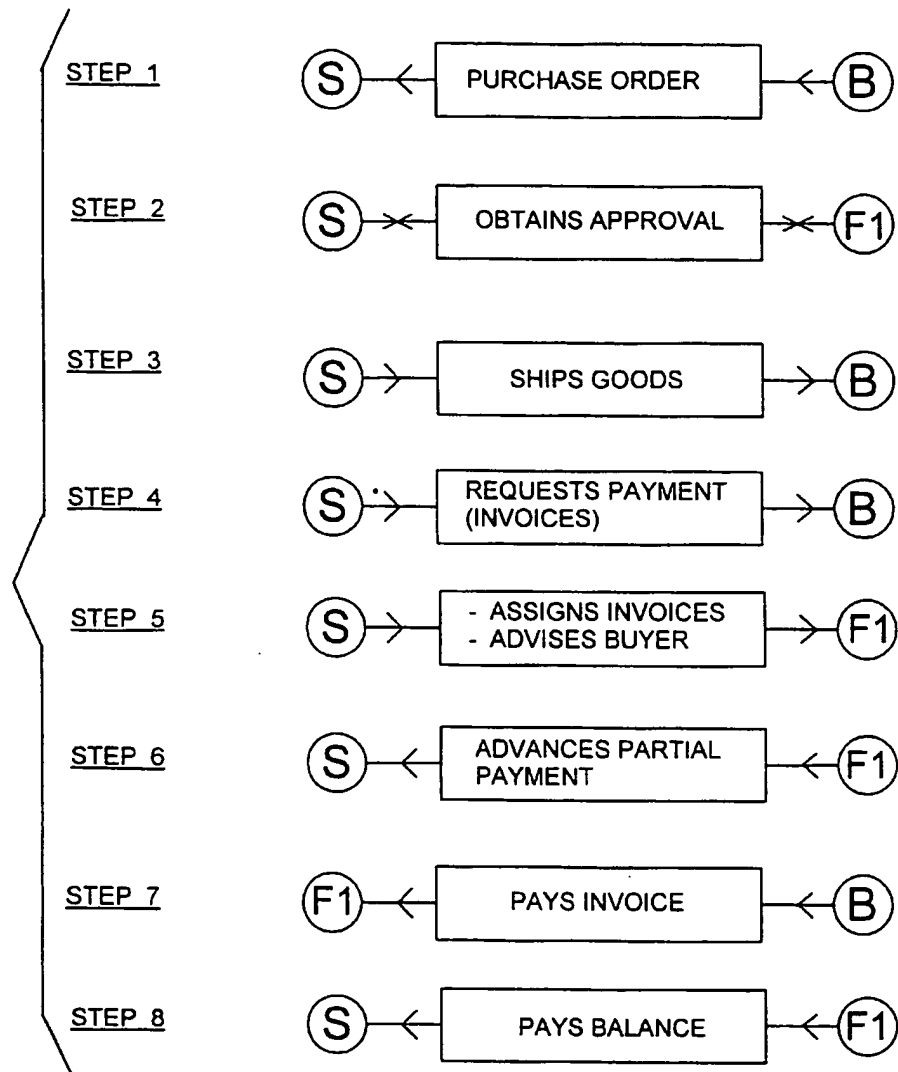 STEP 1 S PURCHASE ORDER B
STEP 2 S OBTAINS APPROVAL F1
STEP 3 S SHIPS GOODS B
STEP 4 S REQUESTS PAYMENT (INVOICES) B
STEP 5 S - ASSIGNS INVOICES - ADVISES BUYER F1
STEP 6 S ADVANCES PARTIAL PAYMENT F1
STEP 7 F1 PAYS INVOICE B
STEP 8 S PAYS BALANCE F1